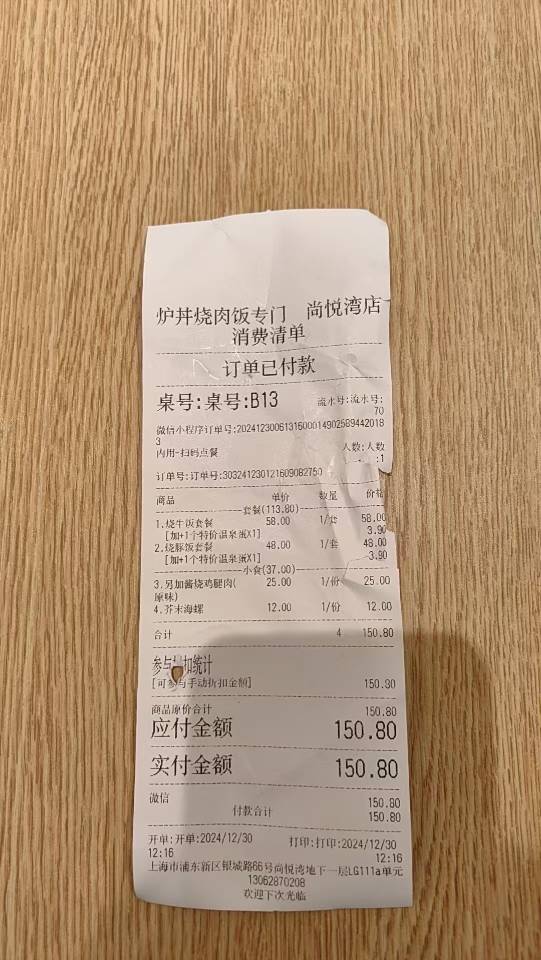 炉丼烧肉饭专门 尚悦湾店
消费清单
订单已付款
桌号:桌号:B13
流水号:流水号:
70
微信小程序订单号:2024123006131600014902589442018
3
内用-扫码点餐
人数:人数
:1
订单号:订单号:303241230121609082750
商品 单价 数量 价格
套餐(113.80)
1.烧牛饭套餐 58.00 1/套 58.00
[加+1个特价温泉蛋X1] 3.90
2.烧豚饭套餐 48.00 1/套 48.00
[加+1个特价温泉蛋X1] 3.90
小食(37.00)
3.另加酱烧鸡腿肉( 25.00 1/份 25.00
原味)
4.芥末海螺 12.00 1/份 12.00
合计 4 150.80
参与 扣统计
[可参与手动折扣金额] 150.80
商品原价合计 150.80
应付金额 150.80
实付金额 150.80
微信 150.80
付款合计 150.80
开单:开单:2024/12/30
12:16
打印:打印:2024/12/30
12:16
上海市浦东新区银城路66号尚悦湾地下一层LG111a单元
13062870208
欢迎下次光临